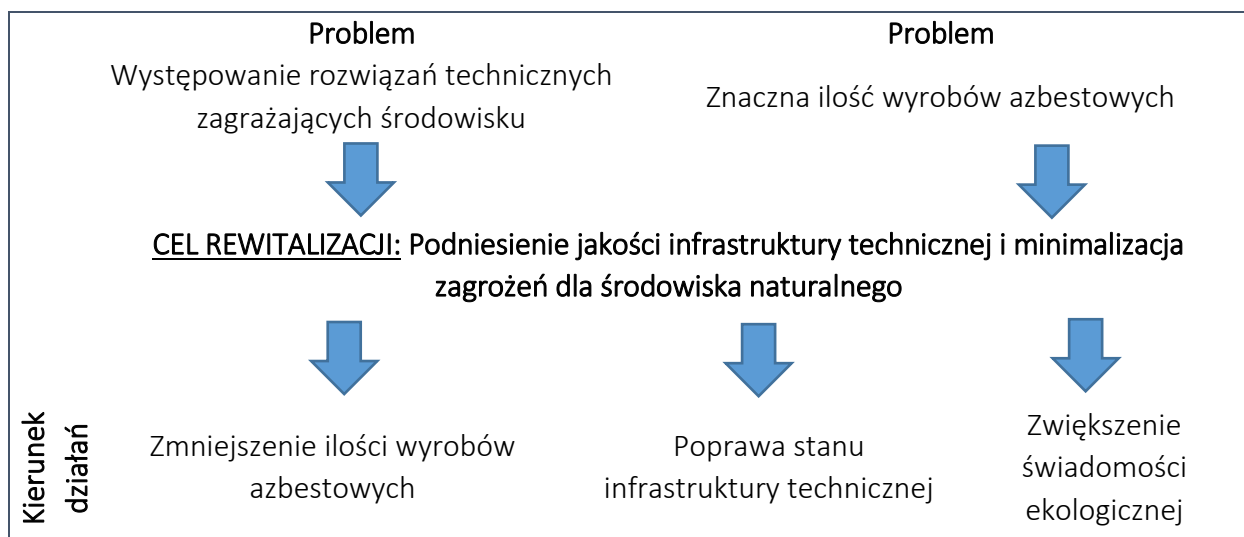 Problem
Występowanie rozwiązań technicznych
zagrażających środowisku
Problem
Znaczna ilość wyrobów azbestowych
CEL REWITALIZACJI: Podniesienie jakości infrastruktury technicznej i minimalizacja
zagrożeń dla środowiska naturalnego
Kierunek
działań
Zmniejszenie ilości wyrobów
azbestowych
Poprawa stanu
infrastruktury technicznej
Zwiększenie
świadomości
ekologicznej